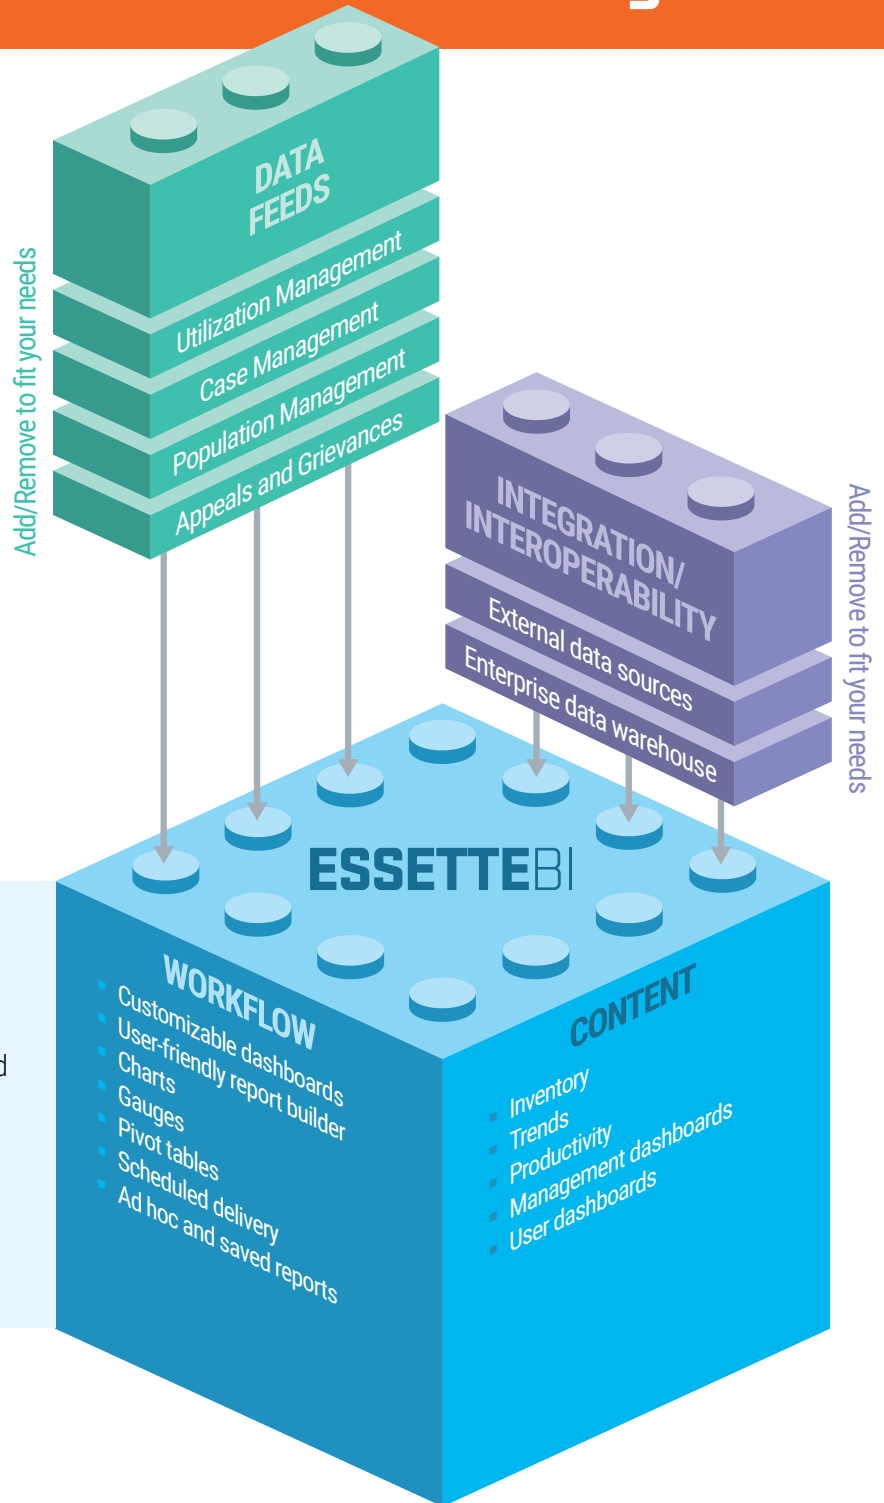 DATA
FEEDS
Utilization Management
Case Management
Population Management
Appeals and Grievances
Add/Remove to fit your needs
INTEGRATION/
INTEROPERABILITY
External data sources
Enterprise data warehouse
Add/Remove to fit your needs
ESSETTEBI
WORKFLOW
Customizable dashboards
User-friendly report builder
Charts
Gauges
Pivot tables
Scheduled delivery
Ad hoc and saved reports
CONTENT
Inventory
Trends
Productivity
Management dashboards
User dashboards